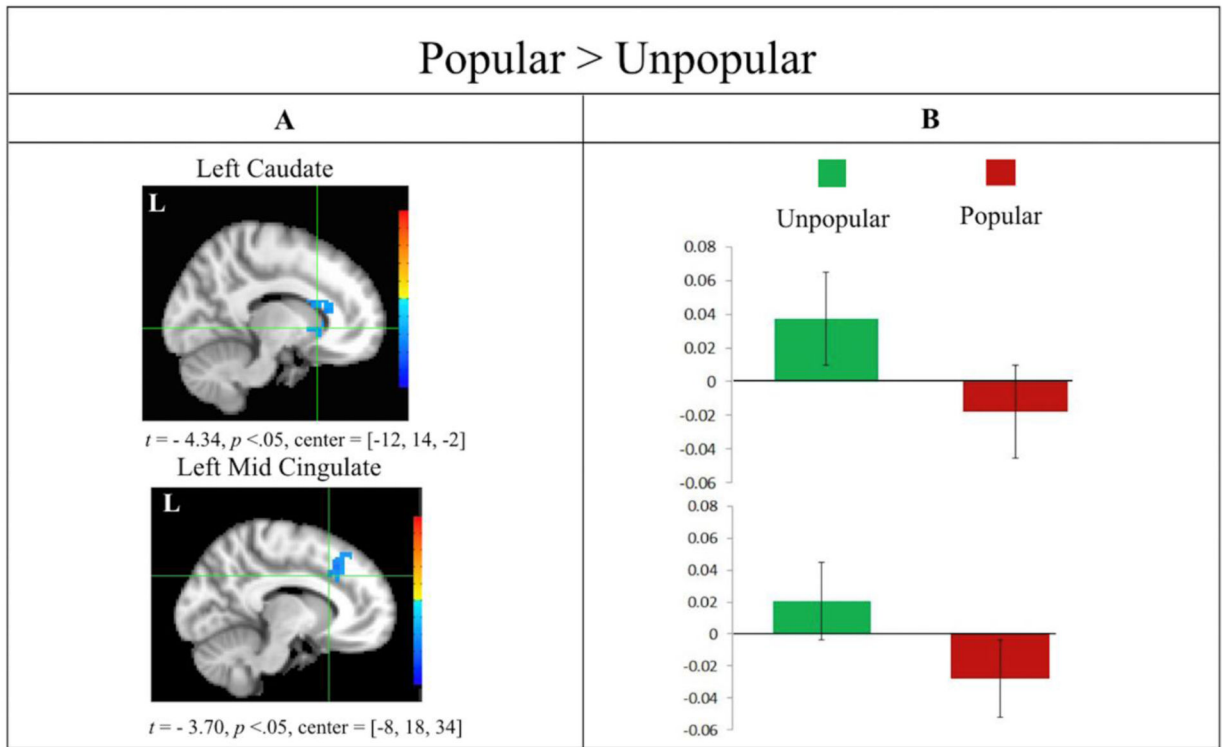 Popular > Unpopular
A
B
Left Caudate
L
t = - 4.34, p <.05, center = [-12, 14, -2]
Left Mid Cingulate
L
t = - 3.70, p <.05, center = [-8, 18, 34]
Unpopular
Popular
0.08
0.06
0.04
0.02
0
-0.02
-0.04
-0.06
0.08
0.06
0.04
0.02
0
-0.02
-0.04
-0.06